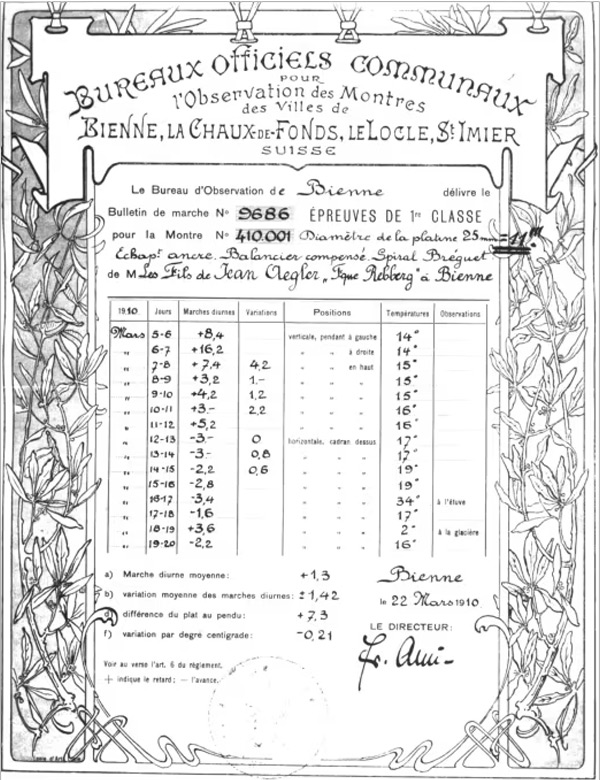 BUREAUX OFFICIELS COMMUNAUX
POUR
l'Observation des Montres
des Villes de
BIENNE, LA CHAUX-DE-FONDS, LE LOCLE, St IMIER
SUISSE
Le Bureau d'Observation de Bienne délivre le
Bulletin de marche No 9686 ÉPREUVES DE 1re CLASSE
pour la Montre No 410.001 Diamètre de la platine 25 mm = 11'''
Echapt ancre. Balancier compensé. Spiral Bréguet
de M Les Fils de Jean Aegler „Fque Rebberg" à Bienne
1910 Jours Marches diurnes Variations Positions Températures Observations
Mars 5-6 +8,4 verticale, pendant à gauche 14°
" 6-7 +16,2 " " à droite 14°
" 7-8 +7,4 4,2 " " en haut 15°
" 8-9 +3,2 1.- " " " 15°
" 9-10 +4,2 1,2 " " " 15°
" 10-11 +3.- 2,2 " " " 16°
" 11-12 +5,2 " " " 16°
" 12-13 -3.- 0 horizontale, cadran dessus 17°
" 13-14 -3.- 0,8 " " " 17°
" 14-15 -2,2 0,6 " " " 19°
" 15-16 -2,8 " " " 19°
" 16-17 -3,4 " " " 34° à l'étuve
" 17-18 -1,6 " " " 17°
" 18-19 +3,6 " " " 2° à la glacière
" 19-20 -2,2 " " " 16°
a) Marche diurne moyenne: +1,3
b) variation moyenne des marches diurnes: ±1,42
d) différence du plat au pendu: +7,3
f) variation par degré centigrade: -0,21
Bienne
le 22 Mars 1910.
LE DIRECTEUR:
Voir au verso l'art. 6 du règlement.
+ indique le retard; — l'avance.